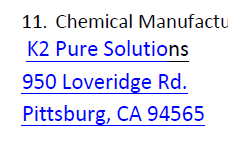 11. Chemical Manufactu
K2 Pure Solutions
950 Loveridge Rd.
Pittsburg, CA 94565